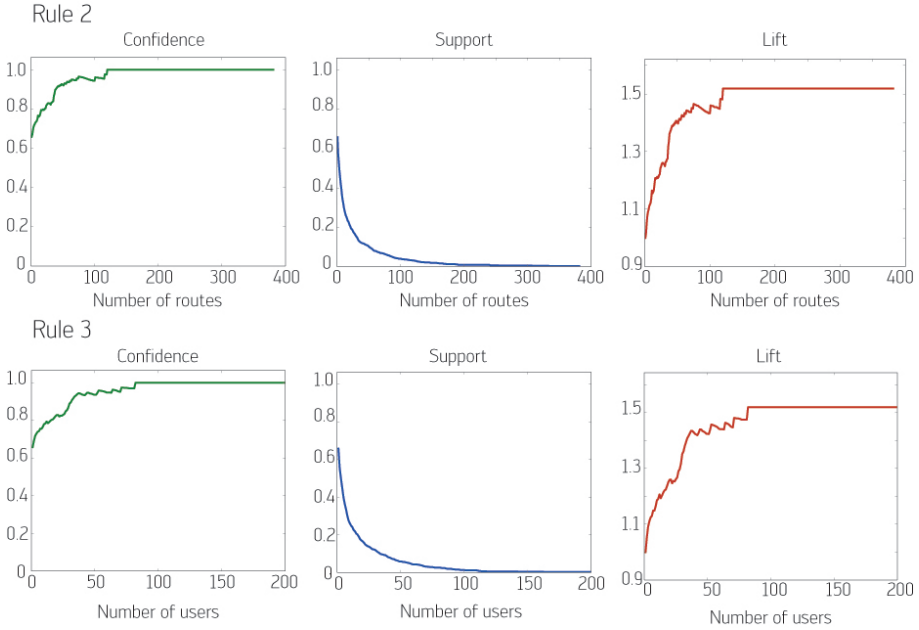 Rule 2
Confidence Support Lift
1.0 0.8 0.6 0.4 0.2 0
0 100 200 300 400
Number of routes
1.0 0.8 0.6 0.4 0.2 0
0 100 200 300 400
Number of routes
1.5 1.3 1.1 0.9
0 100 200 300 400
Number of routes
Rule 3
Confidence Support Lift
1.0 0.8 0.6 0.4 0.2 0
0 50 100 150 200
Number of users
1.0 0.8 0.6 0.4 0.2 0
0 50 100 150 200
Number of users
1.5 1.3 1.1 0.9
0 50 100 150 200
Number of users